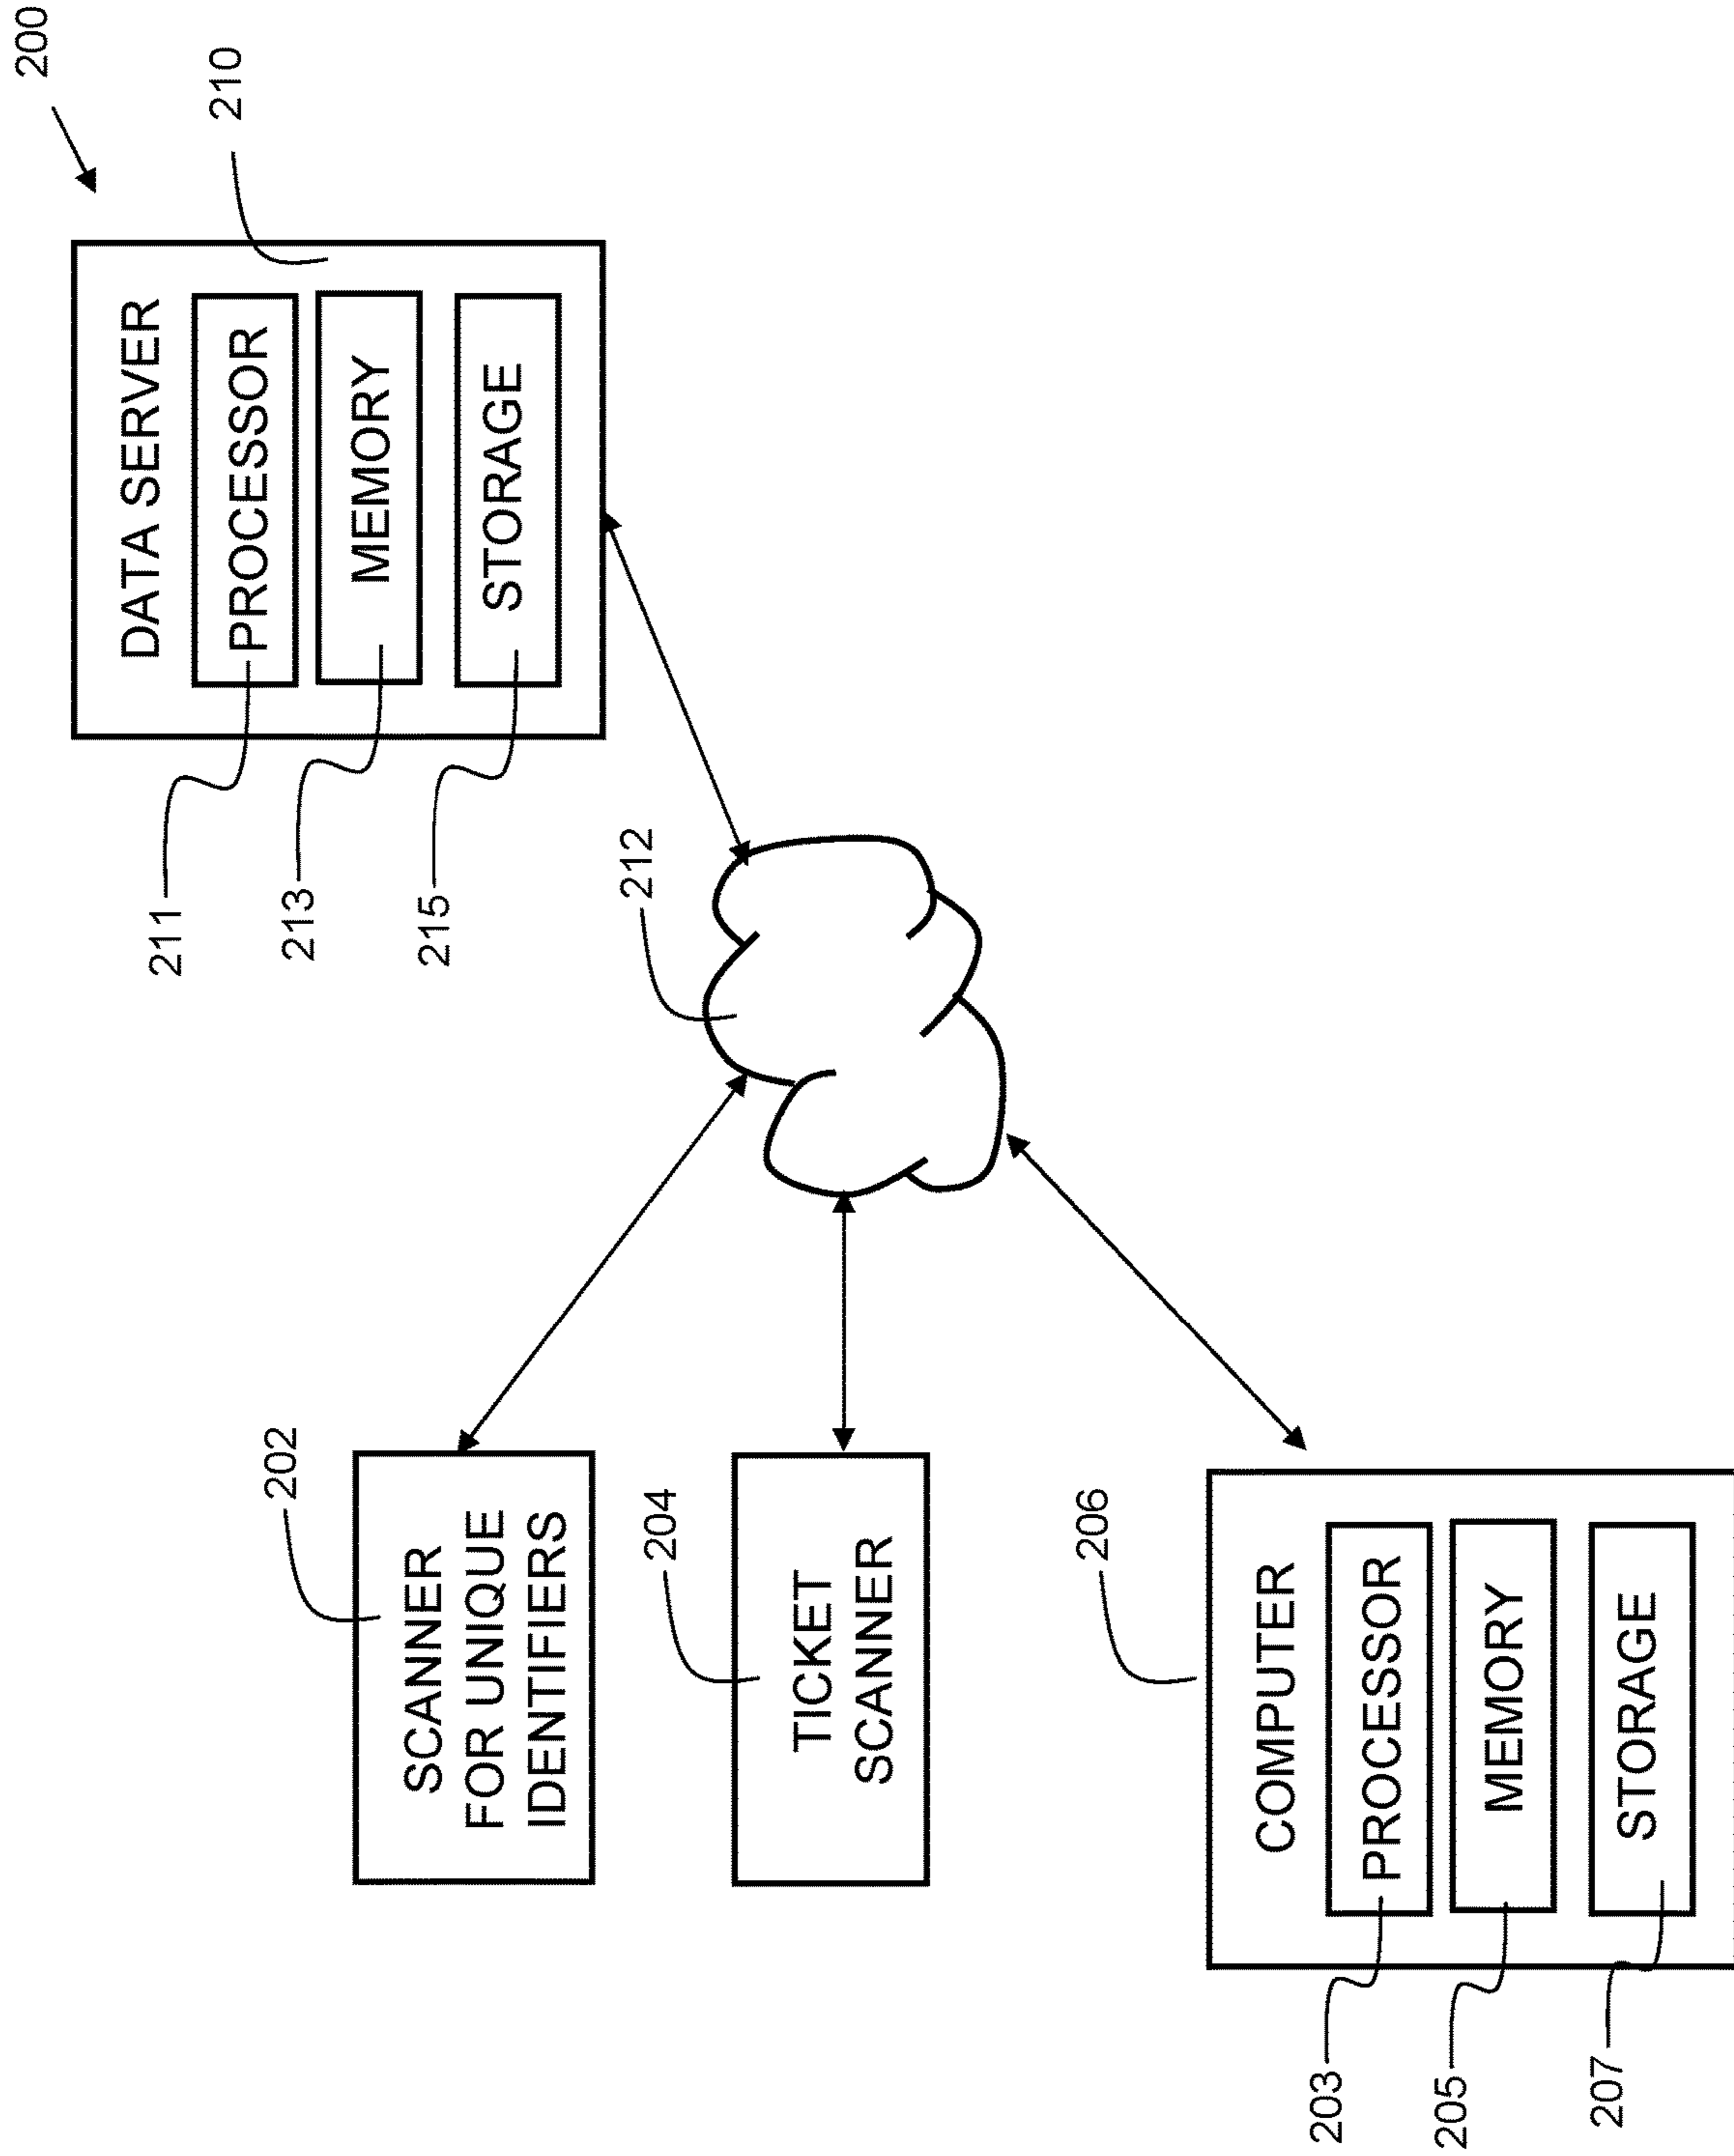 200
210
DATA SERVER
PROCESSOR
MEMORY
STORAGE
211
213
215
212
202
SCANNER
FOR UNIQUE
IDENTIFIERS
204
TICKET
SCANNER
206
COMPUTER
PROCESSOR
MEMORY
STORAGE
203
205
207